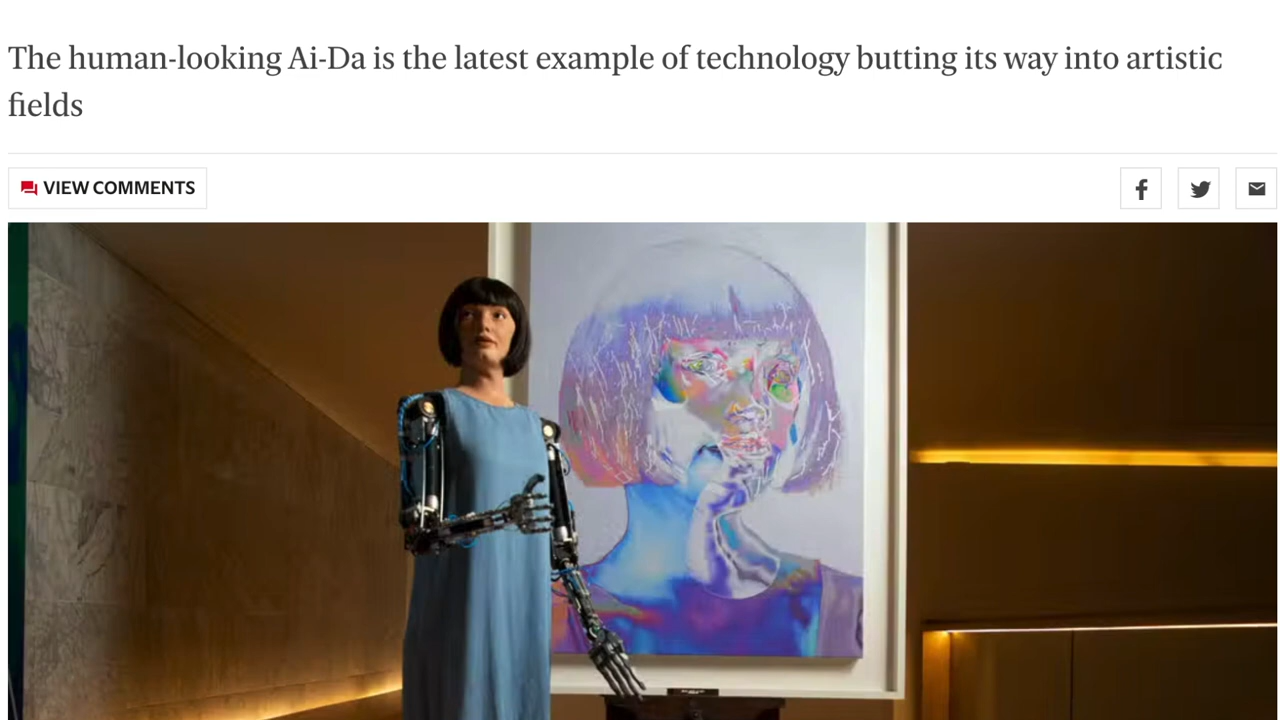 The human-looking Ai-Da is the latest example of technology butting its way into artistic
fields
VIEW COMMENTS